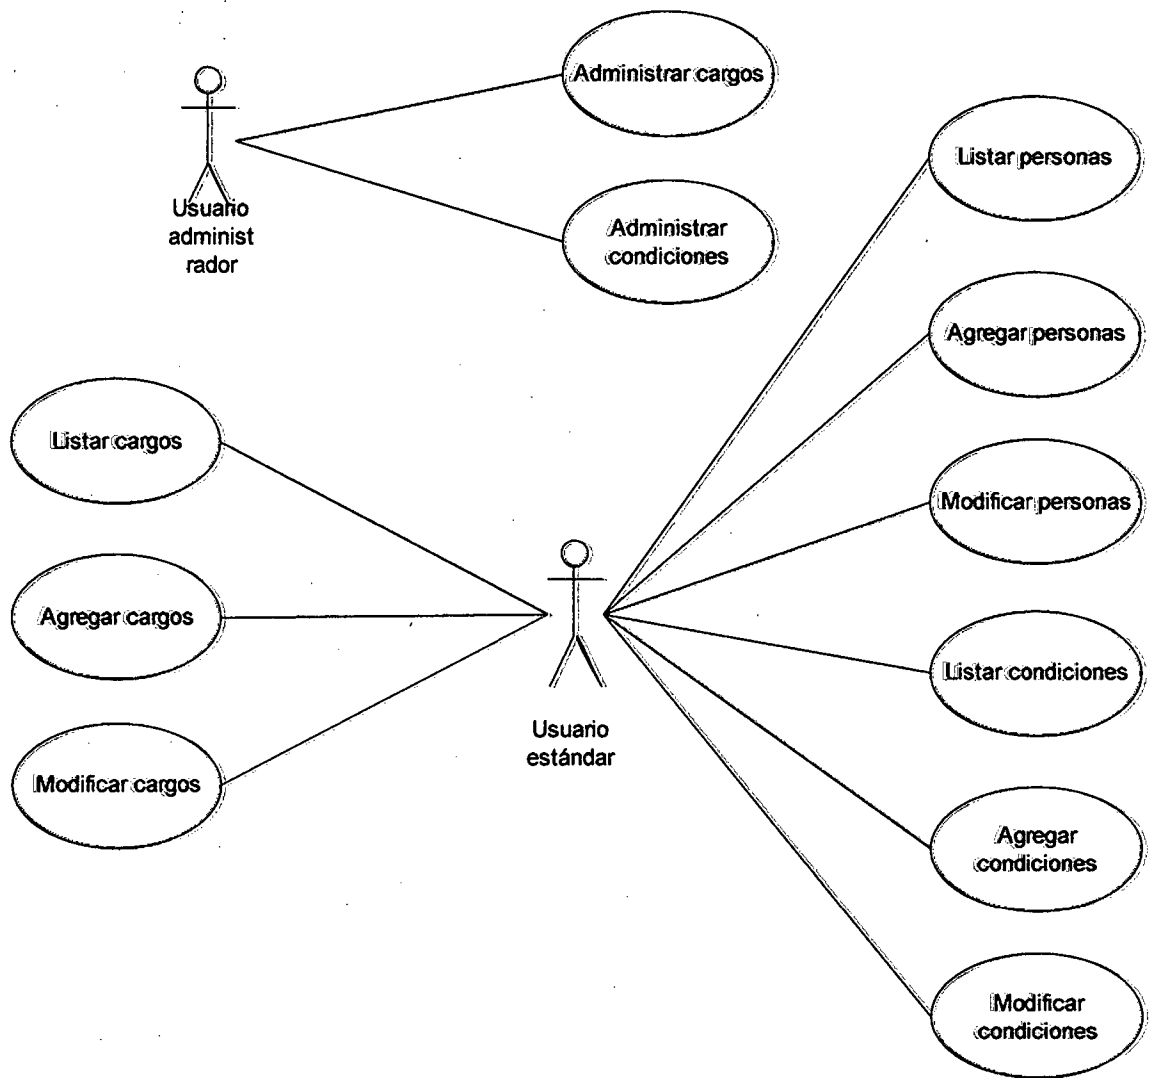 Administrar cargos
Usuario
administ
rador
Administrar
condiciones
Listar personas
Agregar personas
Modificar personas
Listar condiciones
Agregar
condiciones
Modificar
condiciones
Listar cargos
Agregar cargos
Modificar cargos
Usuario
estándar